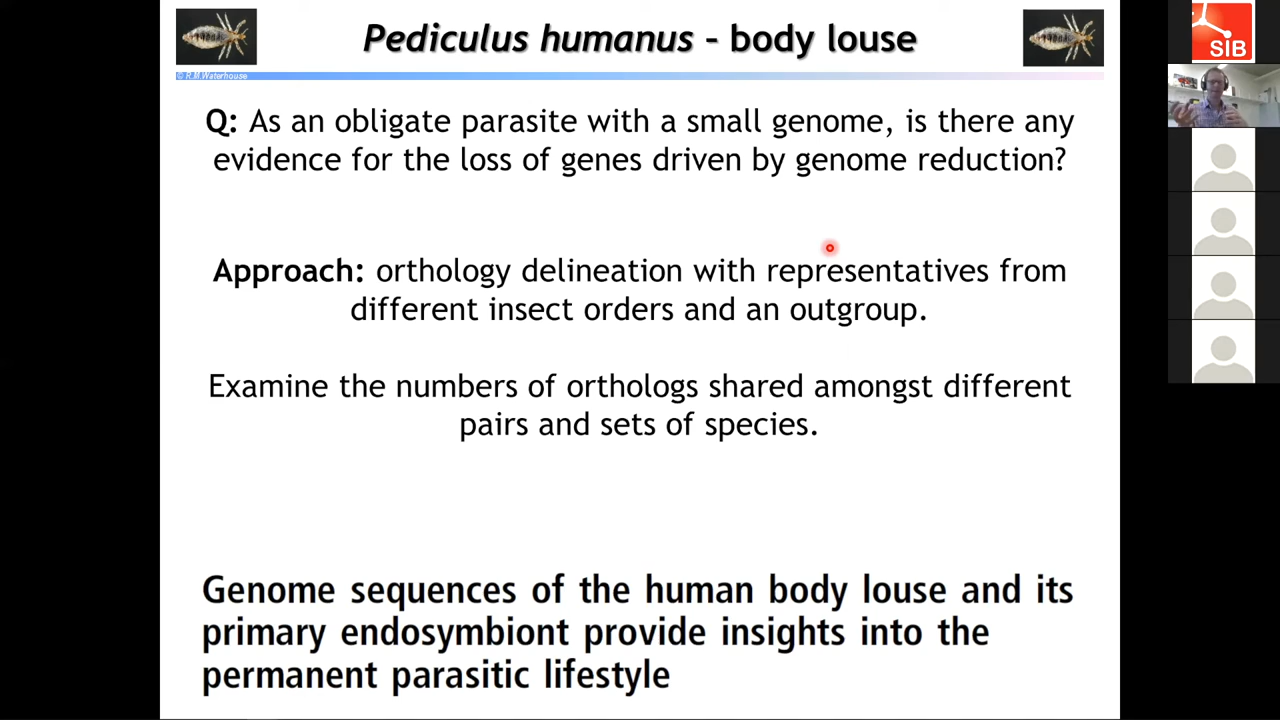 Pediculus humanus - body louse
© R.M.Waterhouse
Q: As an obligate parasite with a small genome, is there any
evidence for the loss of genes driven by genome reduction?
Approach: orthology delineation with representatives from
different insect orders and an outgroup.
Examine the numbers of orthologs shared amongst different
pairs and sets of species.
Genome sequences of the human body louse and its
primary endosymbiont provide insights into the
permanent parasitic lifestyle
SIB